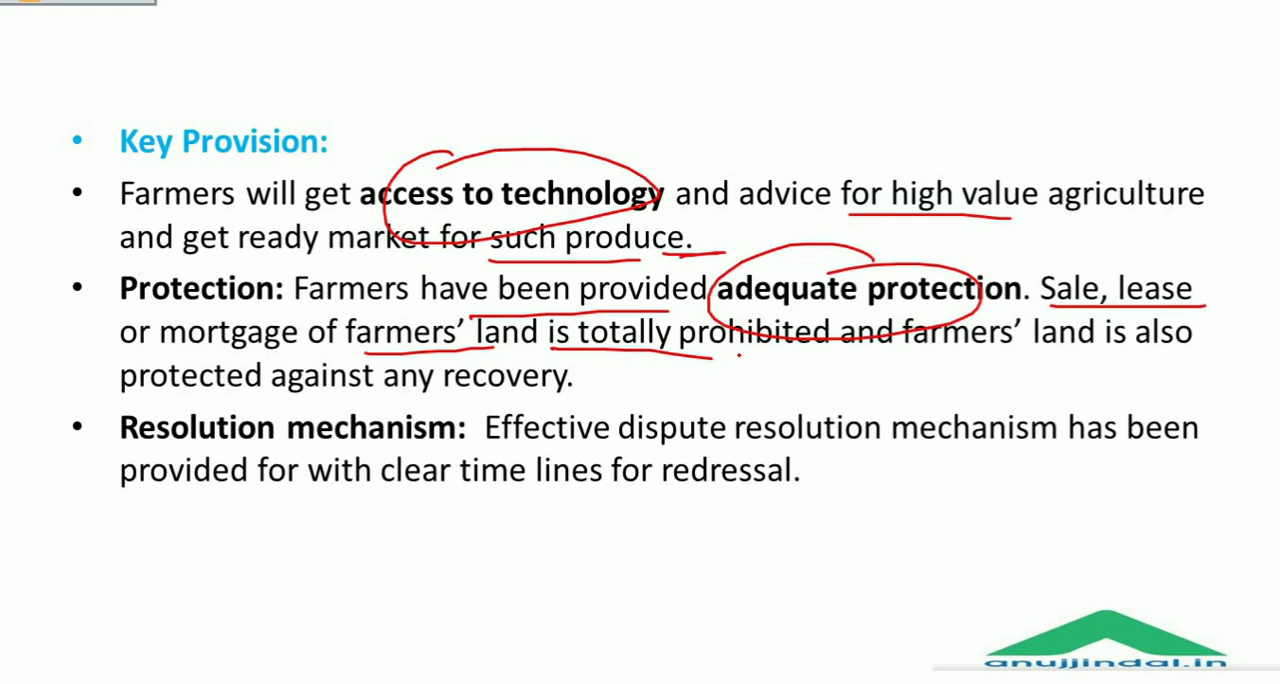 • Key Provision:
• Farmers will get access to technology and advice for high value agriculture
and get ready market for such produce.
• Protection: Farmers have been provided adequate protection. Sale, lease
or mortgage of farmers’ land is totally prohibited and farmers’ land is also
protected against any recovery.
• Resolution mechanism: Effective dispute resolution mechanism has been
provided for with clear time lines for redressal.
anujjindal.in